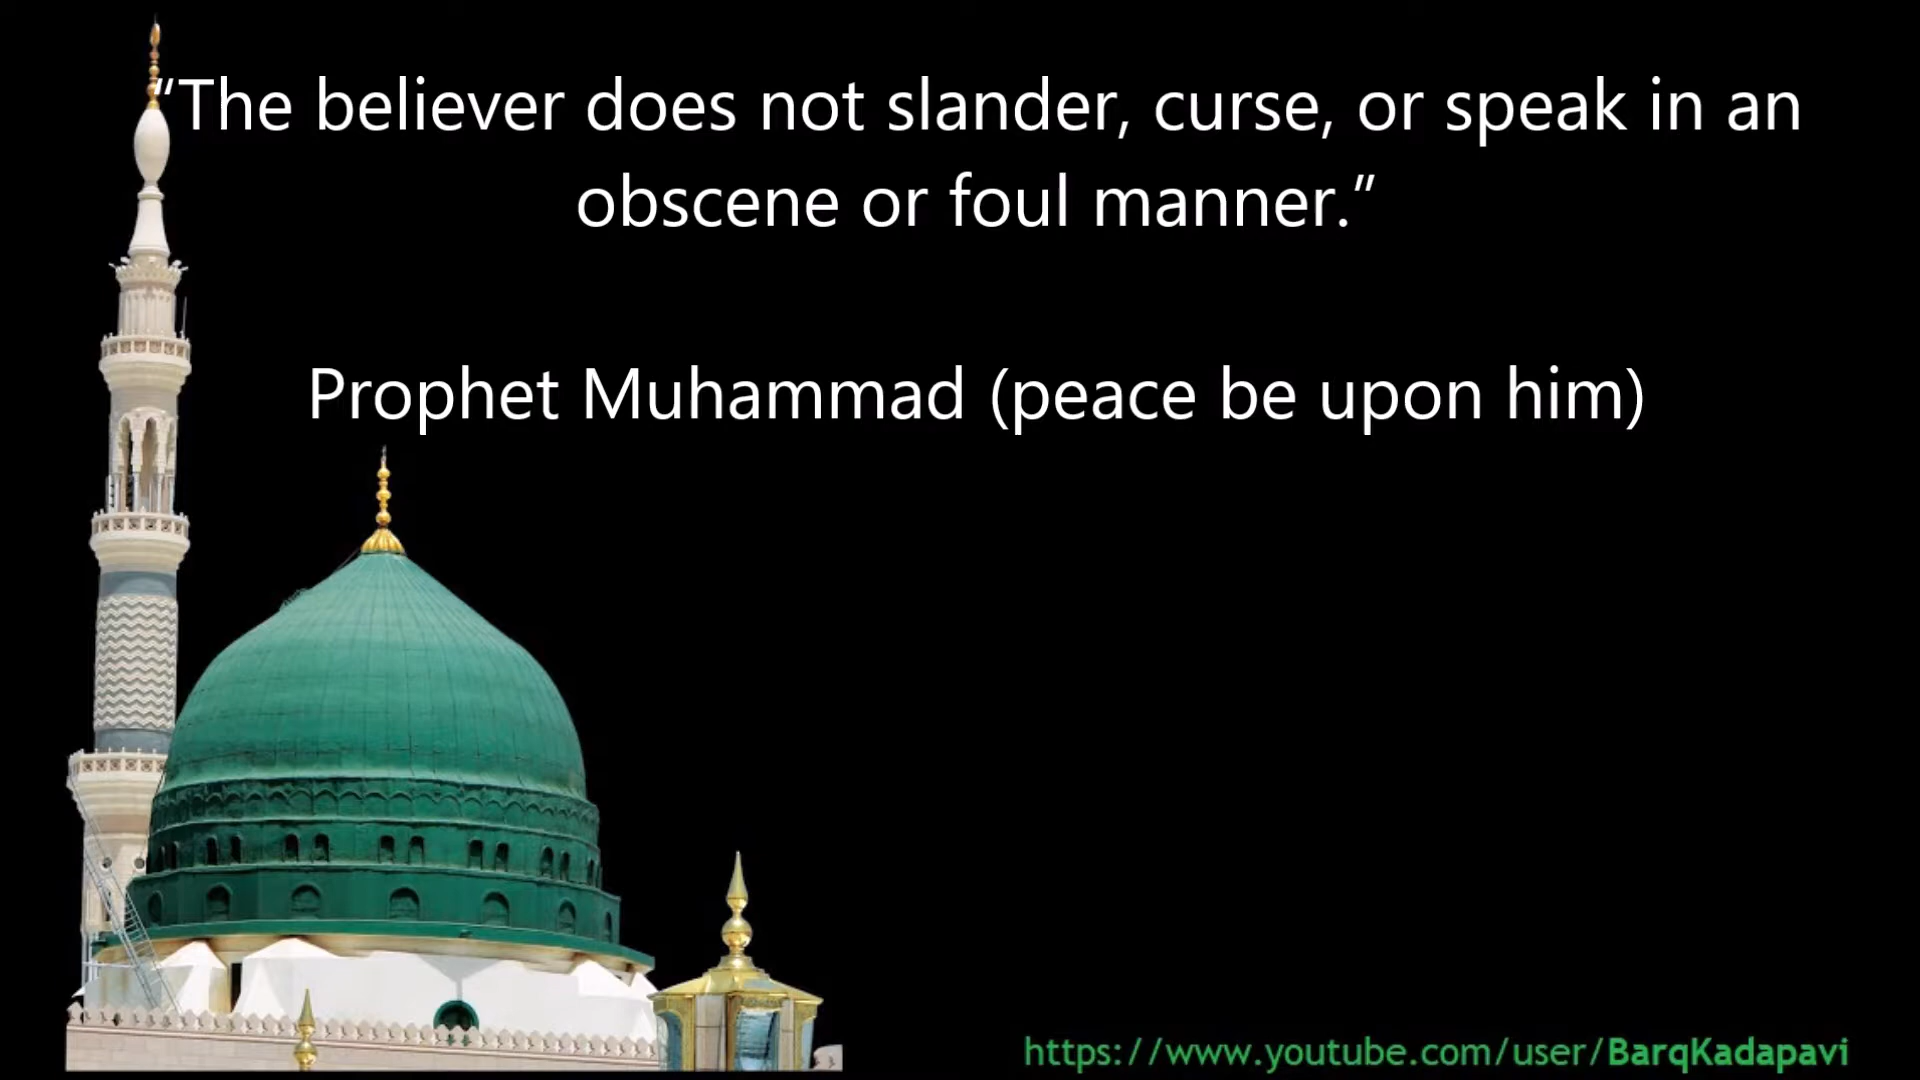 “The believer does not slander, curse, or speak in an
obscene or foul manner.”
Prophet Muhammad (peace be upon him)
https://www.youtube.com/user/BarqKadapavi